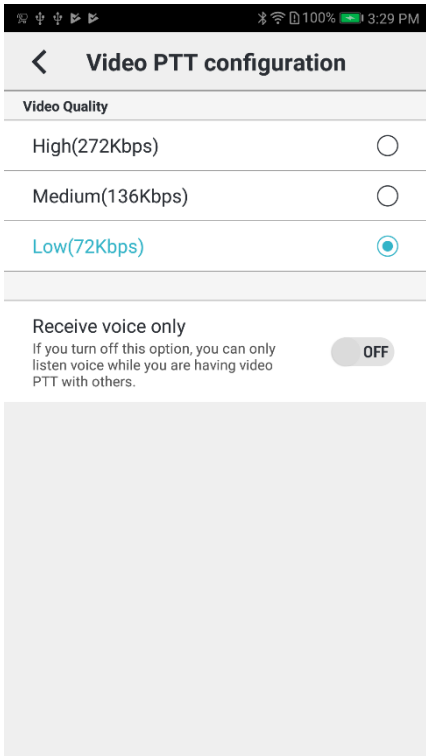 100% 3:29 PM
Video PTT configuration
Video Quality
High(272Kbps)
Medium(136Kbps)
Low(72Kbps)
Receive voice only
If you turn off this option, you can only
listen voice while you are having video
PTT with others.
OFF